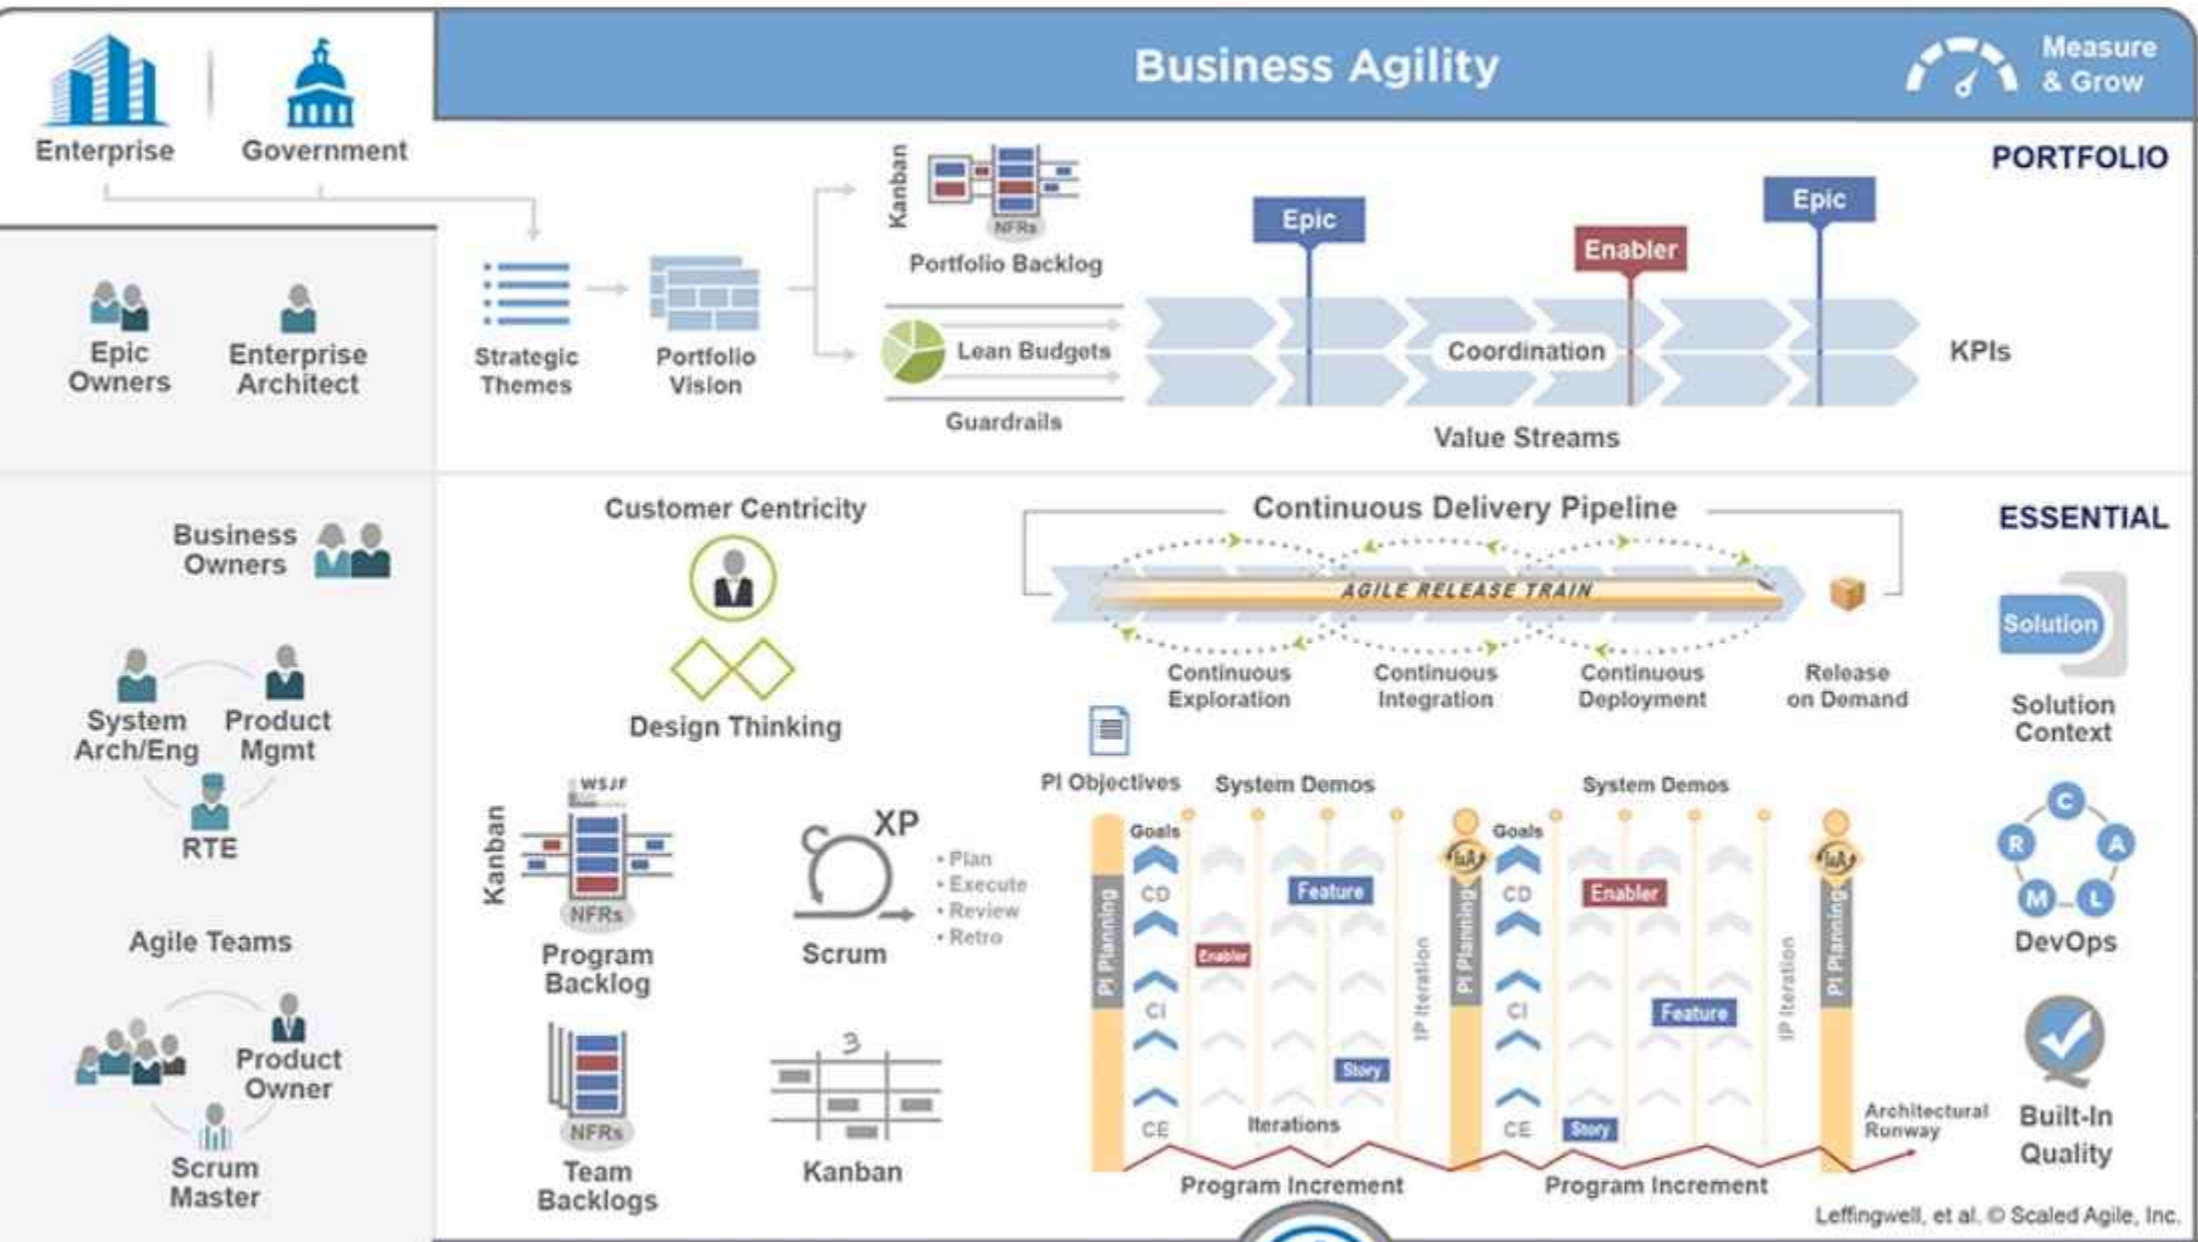 Business Agility
Measure
& Grow
Enterprise
Government
PORTFOLIO
Kanban
NFRs
Portfolio Backlog
Epic
Enabler
Epic
Epic
Owners
Enterprise
Architect
Strategic
Themes
Portfolio
Vision
Lean Budgets
Guardrails
Coordination
KPIs
Value Streams
ESSENTIAL
Business
Owners
Customer Centricity
Design Thinking
Continuous Delivery Pipeline
AGILE RELEASE TRAIN
Continuous
Exploration
Continuous
Integration
Continuous
Deployment
Release
on Demand
Solution
Solution
Context
System
Arch/Eng
Product
Mgmt
RTE
Kanban
WSJF
NFRs
Program
Backlog
XP
• Plan
• Execute
• Review
• Retro
Scrum
PI Objectives
System Demos
System Demos
Goals
CD
CI
CE
PI Planning
Enabler
Feature
Story
Iterations
IP Iteration
I&A
PI Planning
Goals
CD
CI
CE
Enabler
Feature
Story
IP Iteration
I&A
PI Planning
Architectural
Runway
Program Increment
Program Increment
C
A
L
M
R
DevOps
Built-In
Quality
Agile Teams
Product
Owner
Scrum
Master
NFRs
Team
Backlogs
3
Kanban
Leffingwell, et al. © Scaled Agile, Inc.